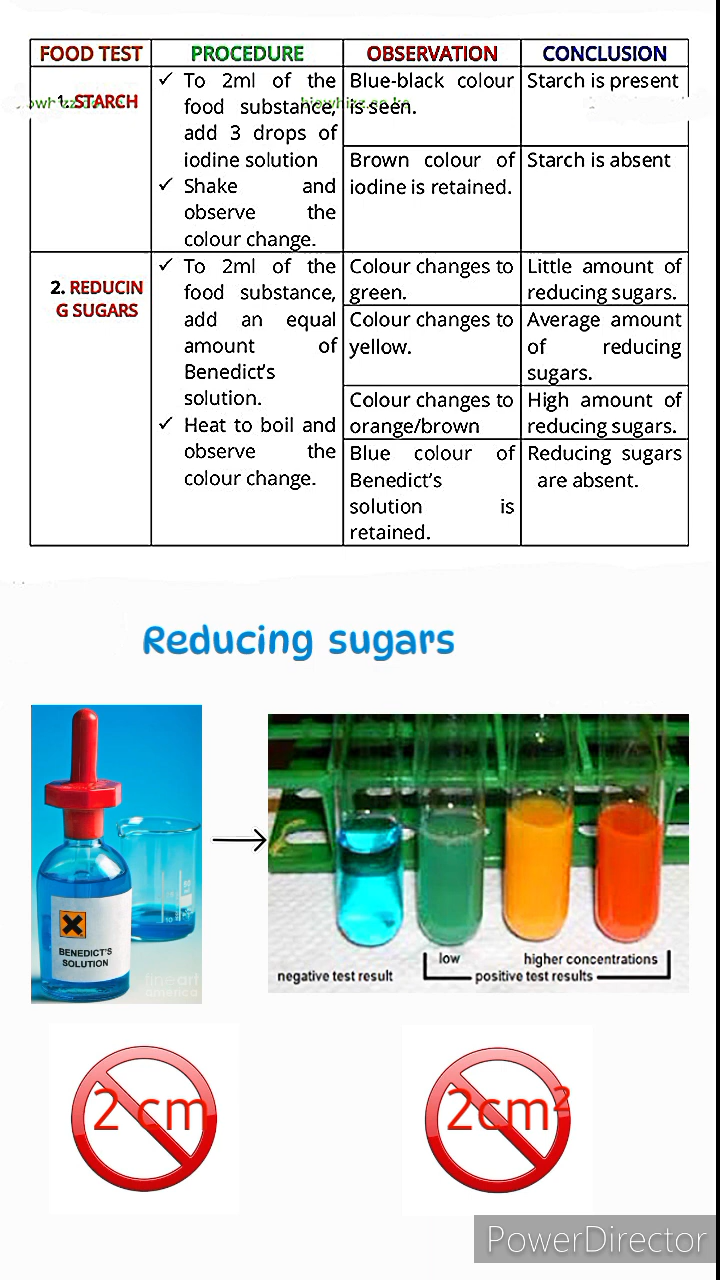 FOOD TEST
PROCEDURE
OBSERVATION
CONCLUSION
1. STARCH
✓ To 2ml of the
food substance,
add 3 drops of
iodine solution
✓ Shake and
observe the
colour change.
Blue-black colour
is seen.
Starch is present
Brown colour of
iodine is retained.
Starch is absent
2. REDUCIN
G SUGARS
✓ To 2ml of the
food substance,
add an equal
amount of
Benedict's
solution.
✓ Heat to boil and
observe the
colour change.
Colour changes to
green.
Little amount of
reducing sugars.
Colour changes to
yellow.
Average amount
of reducing
sugars.
Colour changes to
orange/brown
High amount of
reducing sugars.
Blue colour of
Benedict's
solution is
retained.
Reducing sugars
are absent.
Reducing sugars
BENEDICT'S
SOLUTION
fine art
america
low
higher concentrations
negative test result
positive test results
2 cm
2cm²
PowerDirector